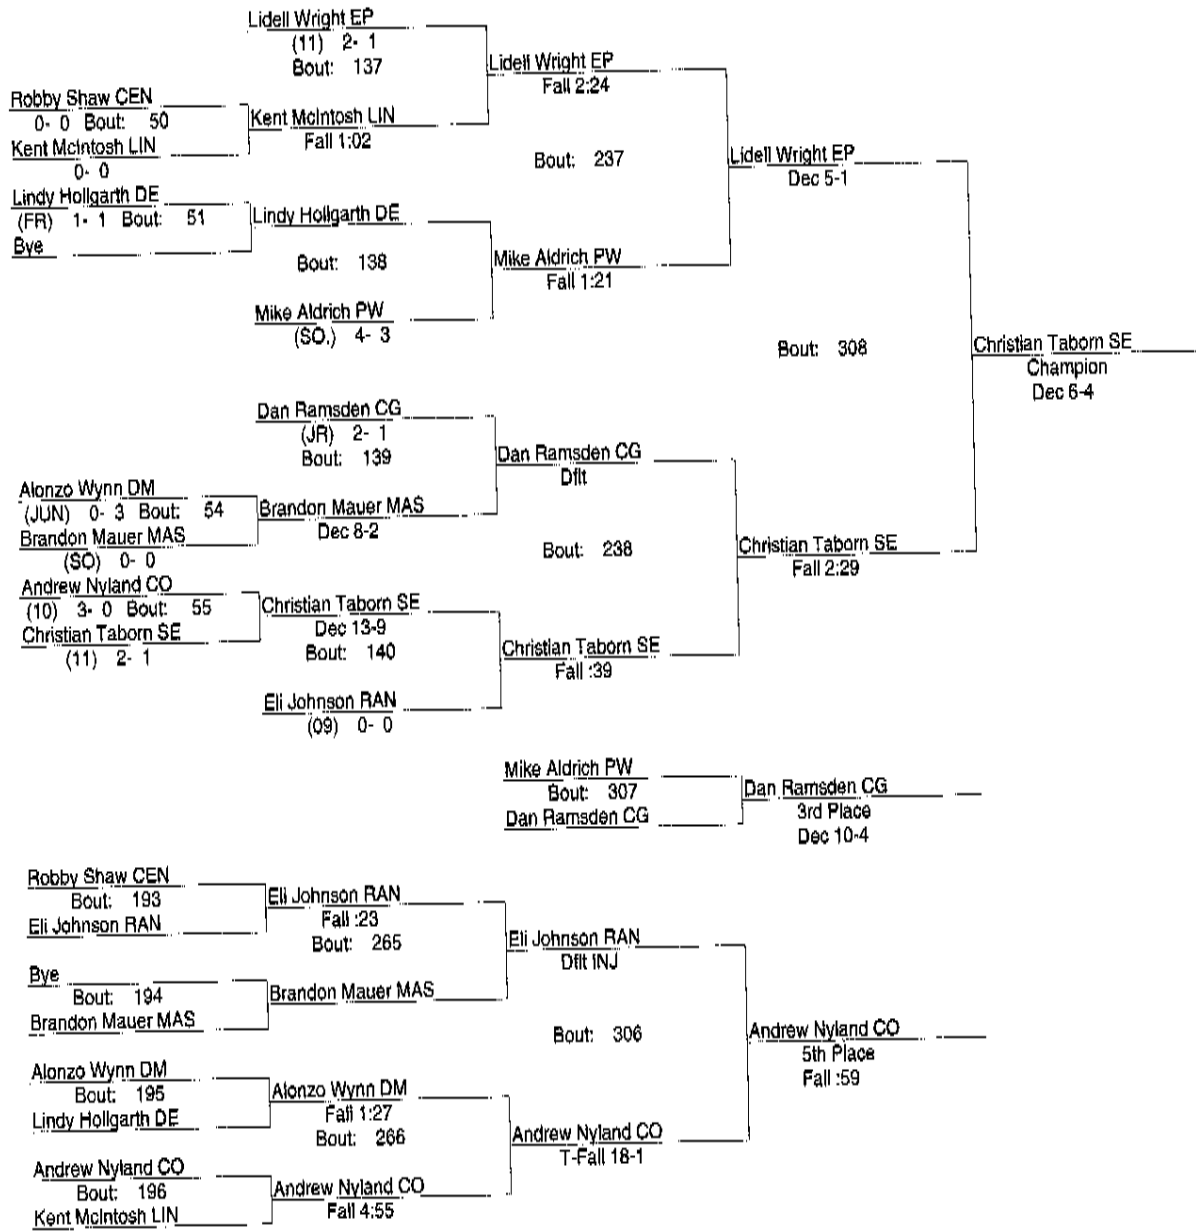 Lidell Wright EP
(11) 2- 1
Bout: 137
Lidell Wright EP
Fall 2:24
Robby Shaw CEN
0- 0 Bout: 50
Kent McIntosh LIN
Fall 1:02
Kent McIntosh LIN
0- 0
Bout: 237
Lidell Wright EP
Dec 5-1
Lindy Hollgarth DE
(FR) 1- 1 Bout: 51
Lindy Hollgarth DE
Bye
Bout: 138
Mike Aldrich PW
Fall 1:21
Mike Aldrich PW
(SO.) 4- 3
Bout: 308
Christian Taborn SE
Champion
Dec 6-4
Dan Ramsden CG
(JR) 2- 1
Bout: 139
Dan Ramsden CG
Dflt
Alonzo Wynn DM
(JUN) 0- 3 Bout: 54
Brandon Mauer MAS
Dec 8-2
Brandon Mauer MAS
(SO) 0- 0
Bout: 238
Christian Taborn SE
Fall 2:29
Andrew Nyland CO
(10) 3- 0 Bout: 55
Christian Taborn SE
Dec 13-9
Christian Taborn SE
(11) 2- 1
Bout: 140
Christian Taborn SE
Fall :39
Eli Johnson RAN
(09) 0- 0
Mike Aldrich PW
Bout: 307
Dan Ramsden CG
Dan Ramsden CG
3rd Place
Dec 10-4
Robby Shaw CEN
Bout: 193
Eli Johnson RAN
Eli Johnson RAN
Fall :23
Bout: 265
Eli Johnson RAN
Dflt INJ
Bye
Bout: 194
Brandon Mauer MAS
Brandon Mauer MAS
Bout: 306
Andrew Nyland CO
5th Place
Fall :59
Alonzo Wynn DM
Bout: 195
Lindy Hollgarth DE
Alonzo Wynn DM
Fall 1:27
Bout: 266
Andrew Nyland CO
T-Fall 18-1
Andrew Nyland CO
Bout: 196
Kent McIntosh LIN
Andrew Nyland CO
Fall 4:55